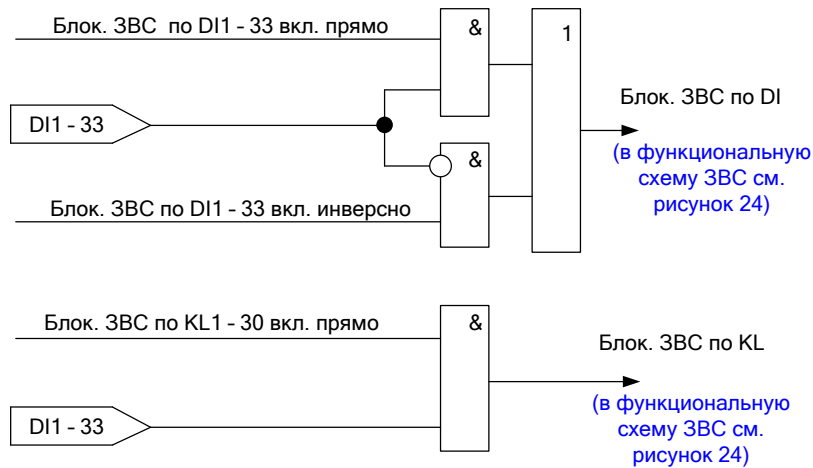 Блок. ЗВС по DI1 - 33 вкл. прямо
&
1
DI1 - 33
Блок. ЗВС по DI
(в функциональную
схему ЗВС см.
рисунок 24)
&
Блок. ЗВС по DI1 - 33 вкл. инверсно
Блок. ЗВС по KL1 - 30 вкл. прямо
&
Блок. ЗВС по KL
(в функциональную
схему ЗВС см.
рисунок 24)
DI1 - 33